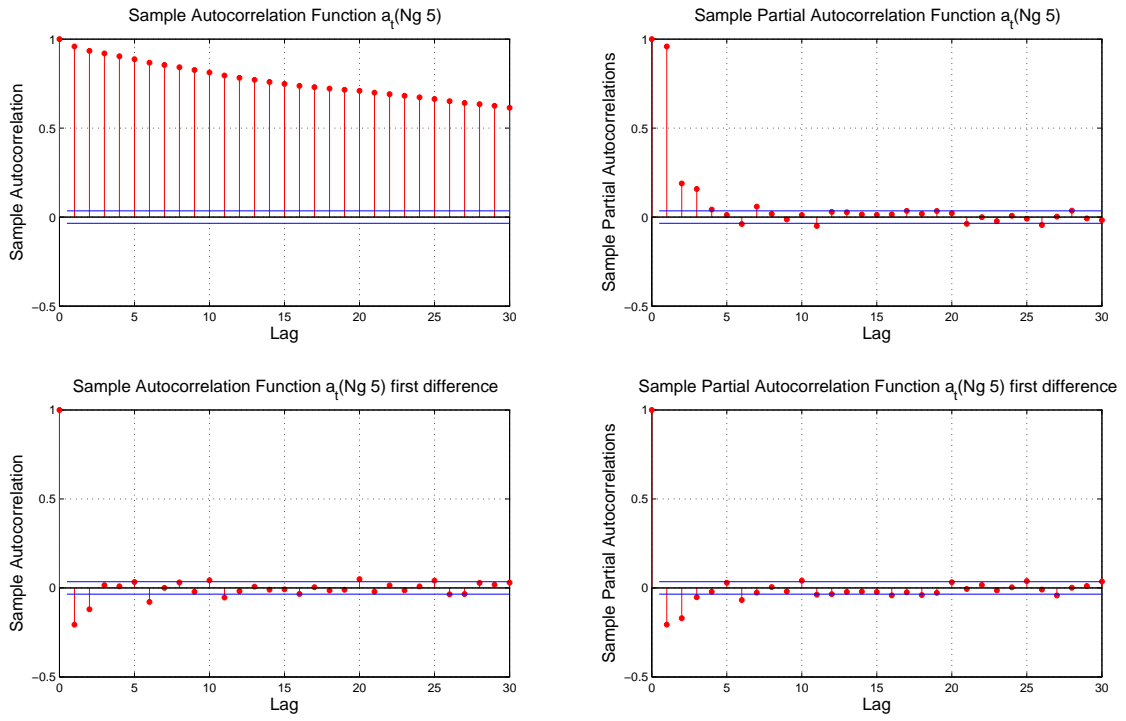 Sample Autocorrelation Function a_t(Ng 5)
Sample Autocorrelation
1
0.5
0
−0.5
0 5 10 15 20 25 30
Lag
Sample Partial Autocorrelation Function a_t(Ng 5)
Sample Partial Autocorrelations
1
0.5
0
−0.5
0 5 10 15 20 25 30
Lag
Sample Autocorrelation Function a_t(Ng 5) first difference
Sample Autocorrelation
1
0.5
0
−0.5
0 5 10 15 20 25 30
Lag
Sample Partial Autocorrelation Function a_t(Ng 5) first difference
Sample Partial Autocorrelations
1
0.5
0
−0.5
0 5 10 15 20 25 30
Lag